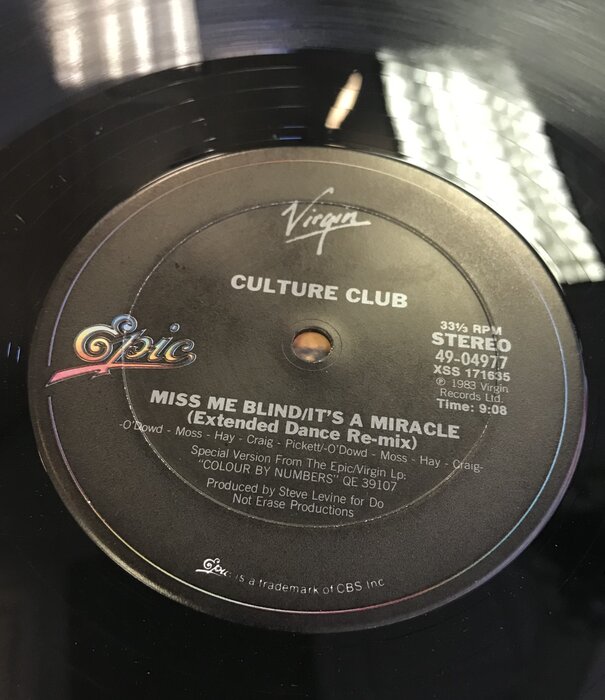 Virgin
CULTURE CLUB
Epic
33⅓ RPM
STEREO
49-04977
XSS 171635
℗ 1983 Virgin
Records Ltd.
Time: 9:08
MISS ME BLIND/IT'S A MIRACLE
(Extended Dance Re-mix)
-O'Dowd - Moss - Hay - Craig - Pickett/-O'Dowd - Moss - Hay - Craig-
Special Version From The Epic/Virgin Lp:
"COLOUR BY NUMBERS" QE 39107
Produced by Steve Levine for Do
Not Erase Productions
Epic is a trademark of CBS Inc